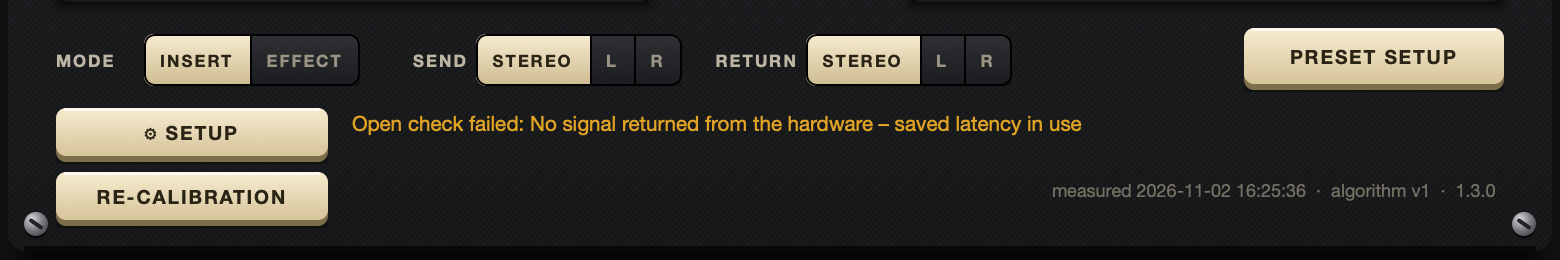 MODE INSERT EFFECT SEND STEREO L R RETURN STEREO L R PRESET SETUP
⚙ SETUP Open check failed: No signal returned from the hardware – saved latency in use
RE-CALIBRATION measured 2026-11-02 16:25:36 · algorithm v1 · 1.3.0